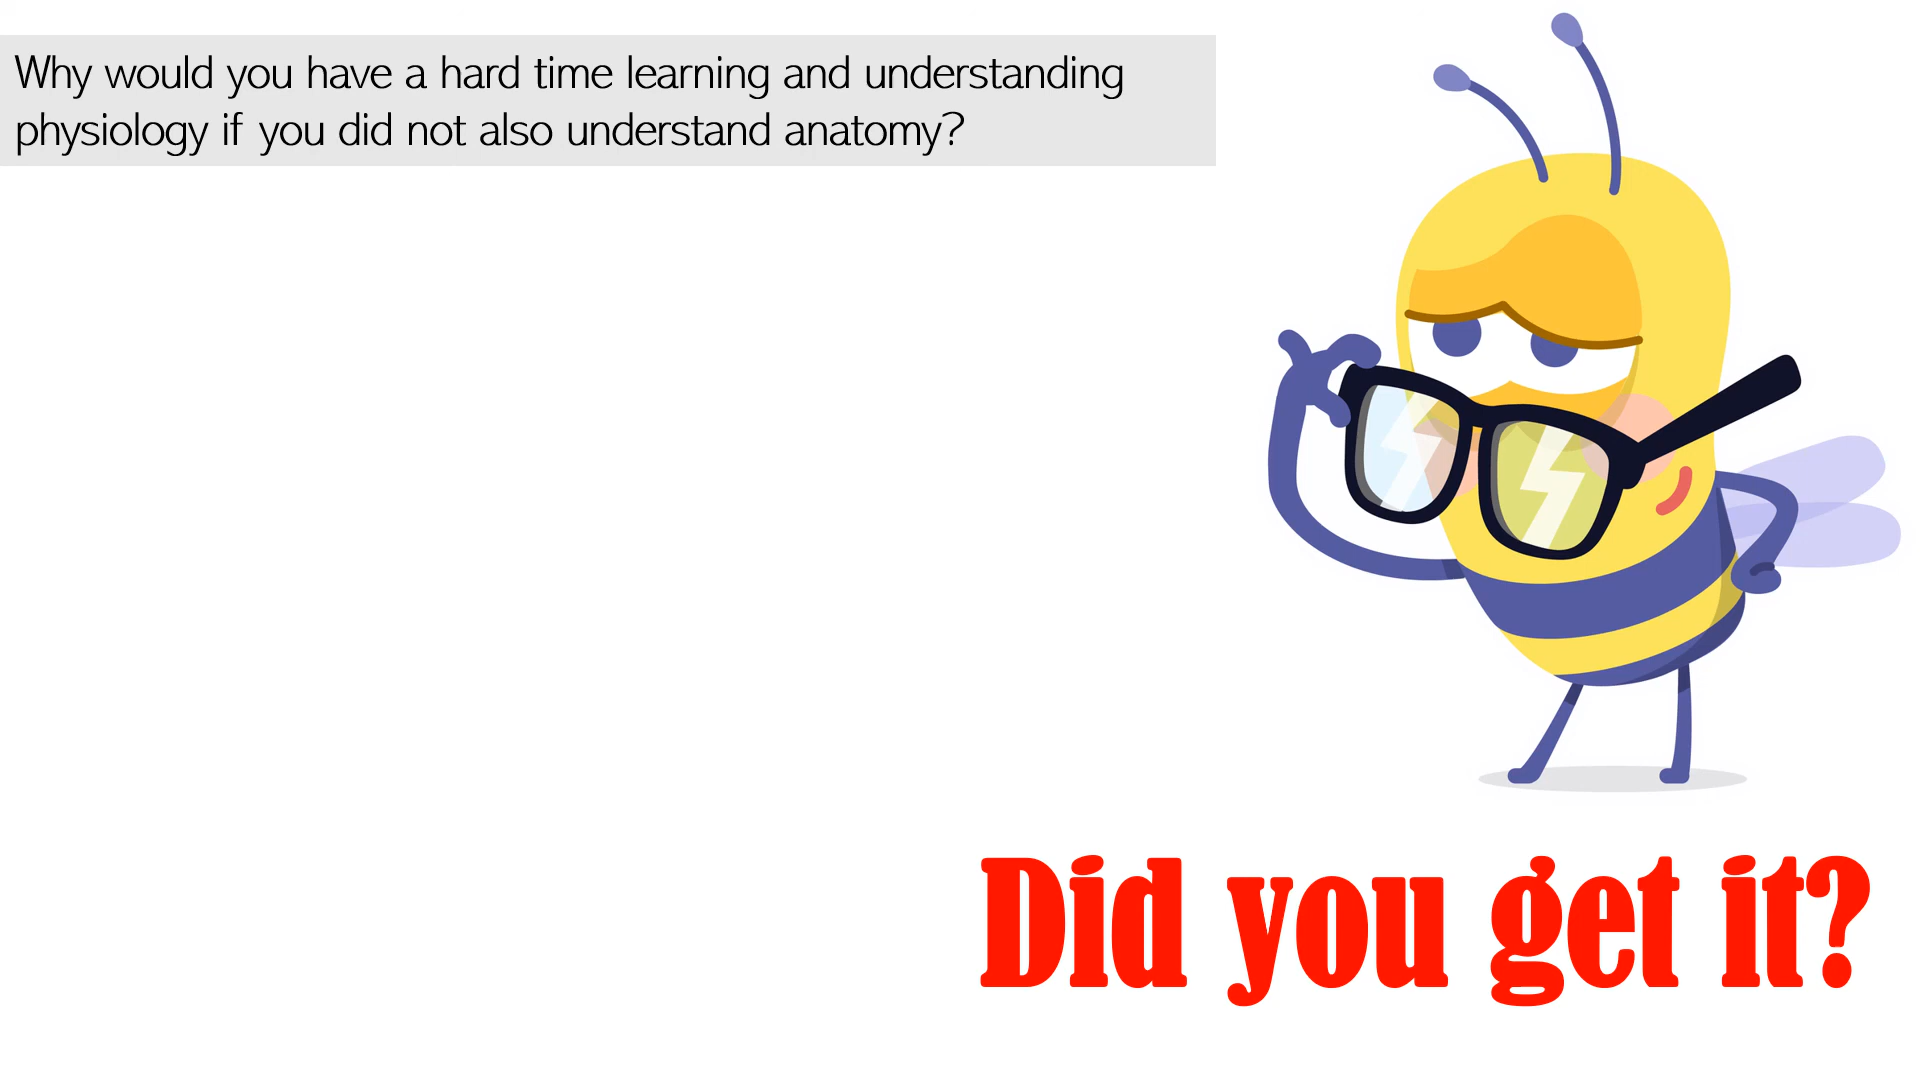 Why would you have a hard time learning and understanding
physiology if you did not also understand anatomy?
Did you get it?